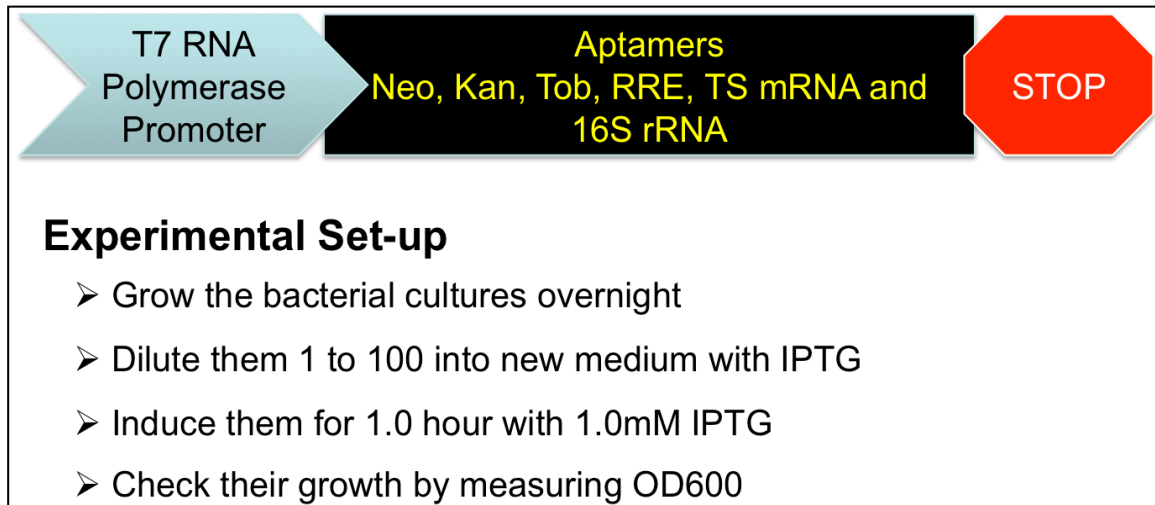 T7 RNA
Polymerase
Promoter
Aptamers
Neo, Kan, Tob, RRE, TS mRNA and
16S rRNA
STOP
Experimental Set-up
➢ Grow the bacterial cultures overnight
➢ Dilute them 1 to 100 into new medium with IPTG
➢ Induce them for 1.0 hour with 1.0mM IPTG
➢ Check their growth by measuring OD600